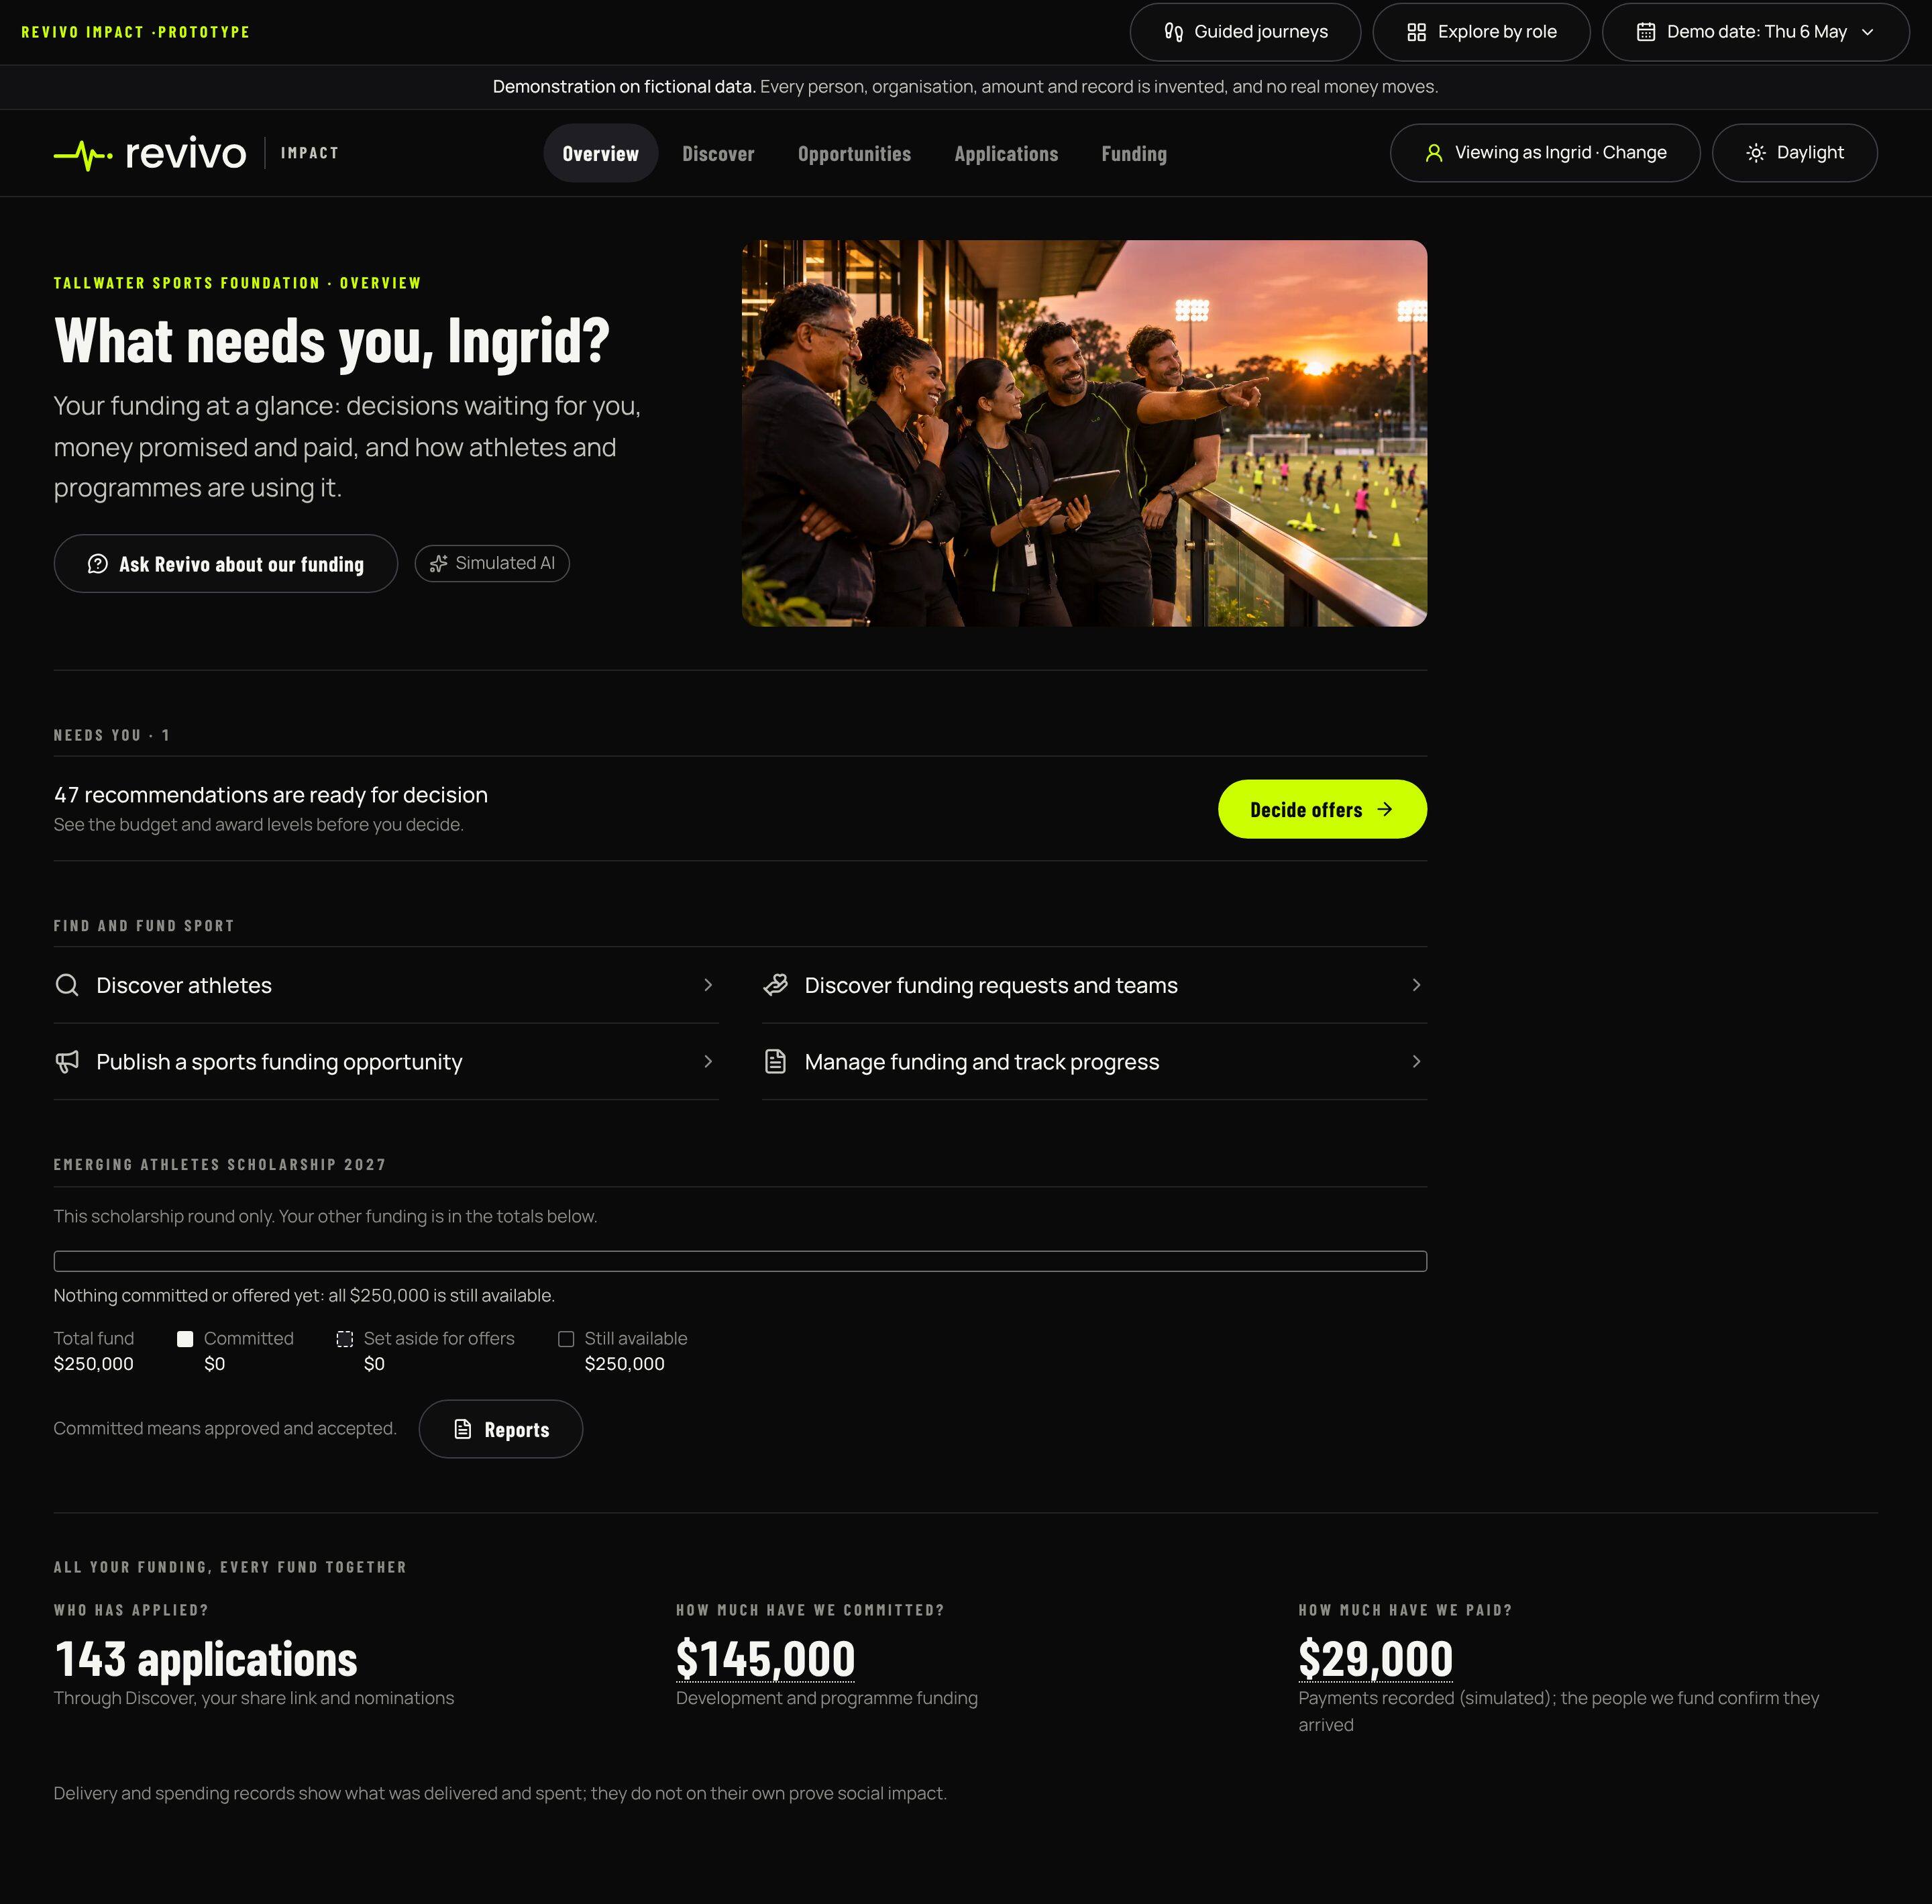 REVIVO IMPACT ·PROTOTYPE
Guided journeys
Explore by role
Demo date: Thu 6 May
Demonstration on fictional data. Every person, organisation, amount and record is invented, and no real money moves.
revivo
IMPACT
Overview
Discover
Opportunities
Applications
Funding
Viewing as Ingrid · Change
Daylight
TALLWATER SPORTS FOUNDATION · OVERVIEW
What needs you, Ingrid?
Your funding at a glance: decisions waiting for you,
money promised and paid, and how athletes and
programmes are using it.
Ask Revivo about our funding
Simulated AI
NEEDS YOU · 1
47 recommendations are ready for decision
See the budget and award levels before you decide.
Decide offers
FIND AND FUND SPORT
Discover athletes
Discover funding requests and teams
Publish a sports funding opportunity
Manage funding and track progress
EMERGING ATHLETES SCHOLARSHIP 2027
This scholarship round only. Your other funding is in the totals below.
Nothing committed or offered yet: all $250,000 is still available.
Total fund
$250,000
Committed
$0
Set aside for offers
$0
Still available
$250,000
Committed means approved and accepted.
Reports
ALL YOUR FUNDING, EVERY FUND TOGETHER
WHO HAS APPLIED?
143 applications
Through Discover, your share link and nominations
HOW MUCH HAVE WE COMMITTED?
$145,000
Development and programme funding
HOW MUCH HAVE WE PAID?
$29,000
Payments recorded (simulated); the people we fund confirm they
arrived
Delivery and spending records show what was delivered and spent; they do not on their own prove social impact.